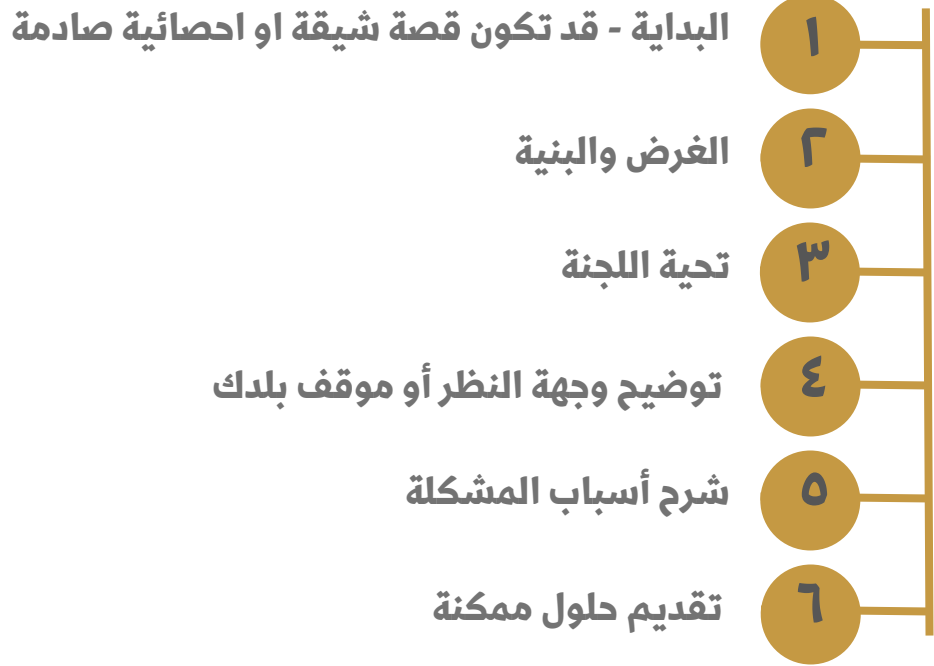 ١
البداية - قد تكون قصة شيقة او احصائية صادمة
٢
الغرض والبنية
٣
تحية اللجنة
٤
توضيح وجهة النظر أو موقف بلدك
٥
شرح أسباب المشكلة
٦
تقديم حلول ممكنة